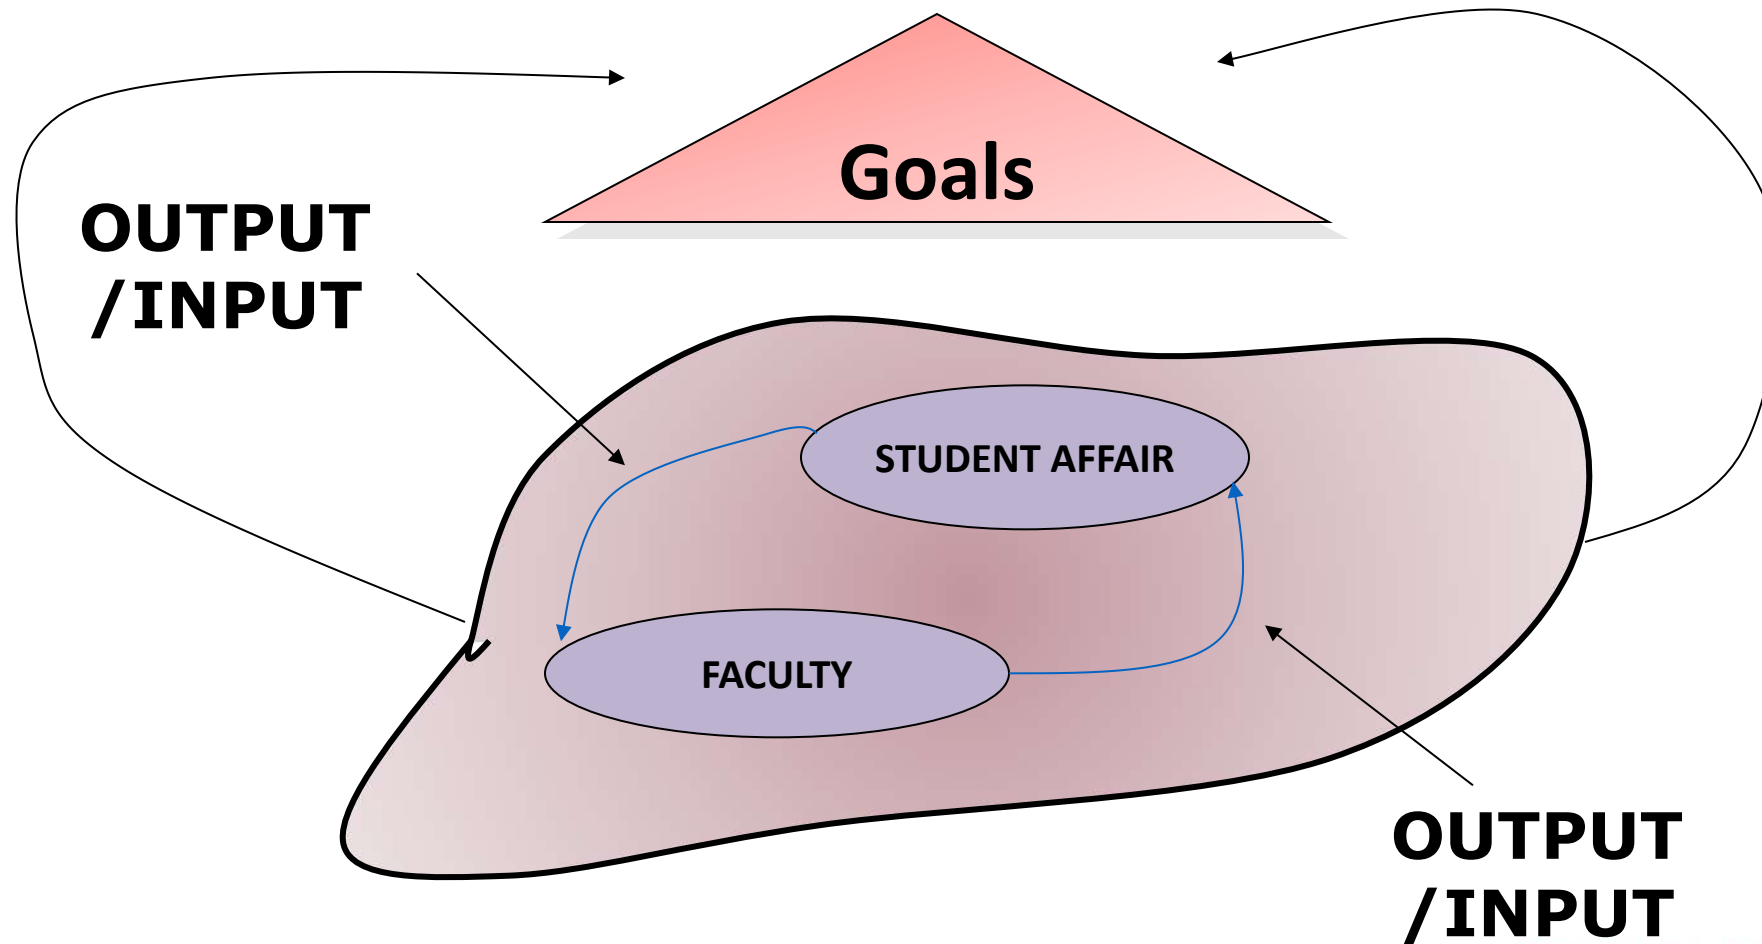 Goals
OUTPUT
/INPUT
STUDENT AFFAIR
FACULTY
OUTPUT
/INPUT